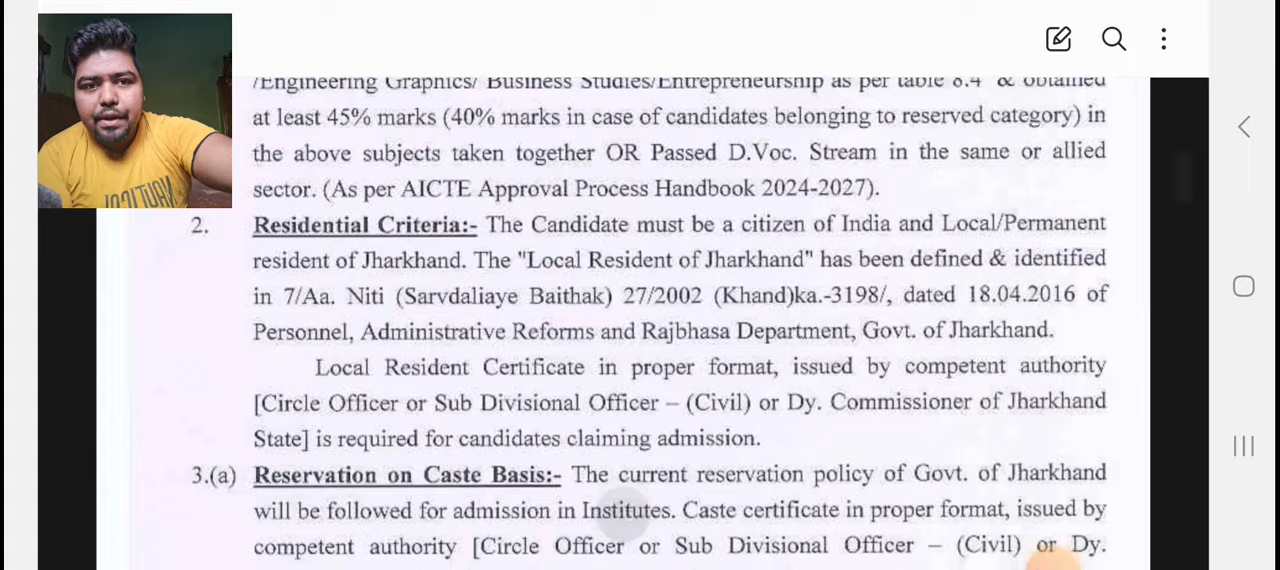 /Engineering Graphics/ Business Studies/Entrepreneurship as per table 8.4 & obtained
at least 45% marks (40% marks in case of candidates belonging to reserved category) in
the above subjects taken together OR Passed D.Voc. Stream in the same or allied
sector. (As per AICTE Approval Process Handbook 2024-2027).
2. Residential Criteria:- The Candidate must be a citizen of India and Local/Permanent
resident of Jharkhand. The "Local Resident of Jharkhand" has been defined & identified
in 7/Aa. Niti (Sarvdaliaye Baithak) 27/2002 (Khand)ka.-3198/, dated 18.04.2016 of
Personnel, Administrative Reforms and Rajbhasa Department, Govt. of Jharkhand.
Local Resident Certificate in proper format, issued by competent authority
[Circle Officer or Sub Divisional Officer – (Civil) or Dy. Commissioner of Jharkhand
State] is required for candidates claiming admission.
3.(a) Reservation on Caste Basis:- The current reservation policy of Govt. of Jharkhand
will be followed for admission in Institutes. Caste certificate in proper format, issued by
competent authority [Circle Officer or Sub Divisional Officer – (Civil) or Dy.